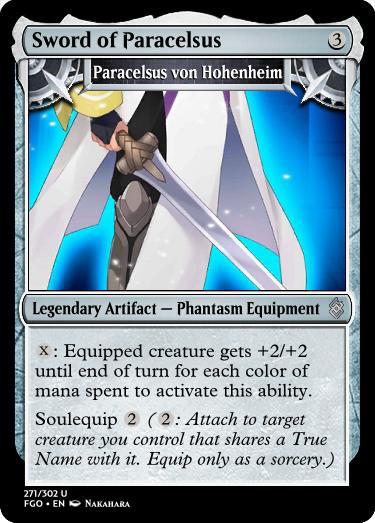 Sword of Paracelsus 3
Paracelsus von Hohenheim
Legendary Artifact — Phantasm Equipment
X: Equipped creature gets +2/+2
until end of turn for each color of
mana spent to activate this ability.
Soulequip 2 (2: Attach to target
creature you control that shares a True
Name with it. Equip only as a sorcery.)
271/302 U
FGO • EN Nakahara